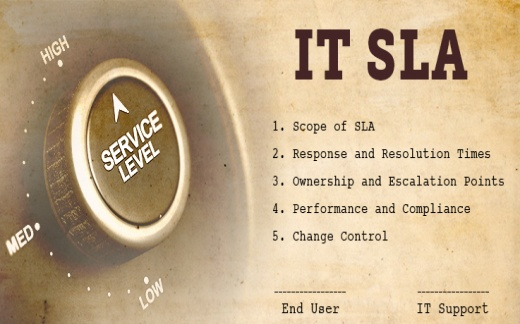 HIGH
SERVICE
LEVEL
MED
LOW
IT SLA
1. Scope of SLA
2. Response and Resolution Times
3. Ownership and Escalation Points
4. Performance and Compliance
5. Change Control
End User
IT Support